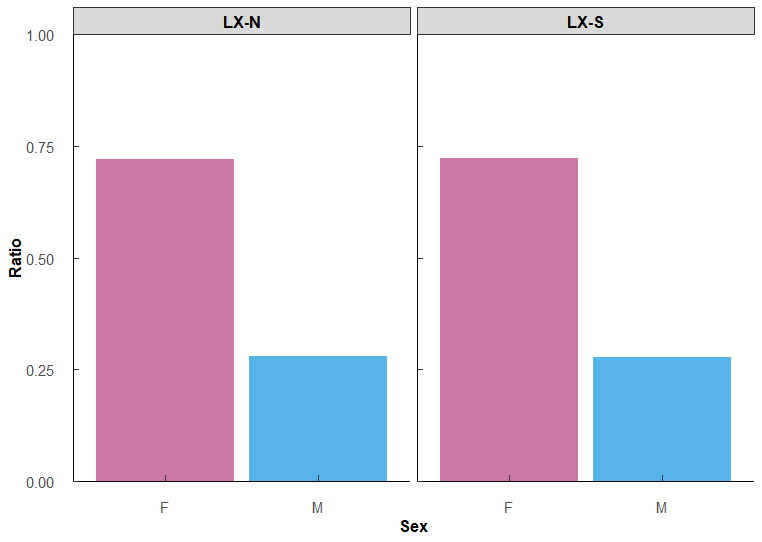 LX-N LX-S
1.00
0.75
0.50
0.25
0.00
Ratio
F M F M
Sex